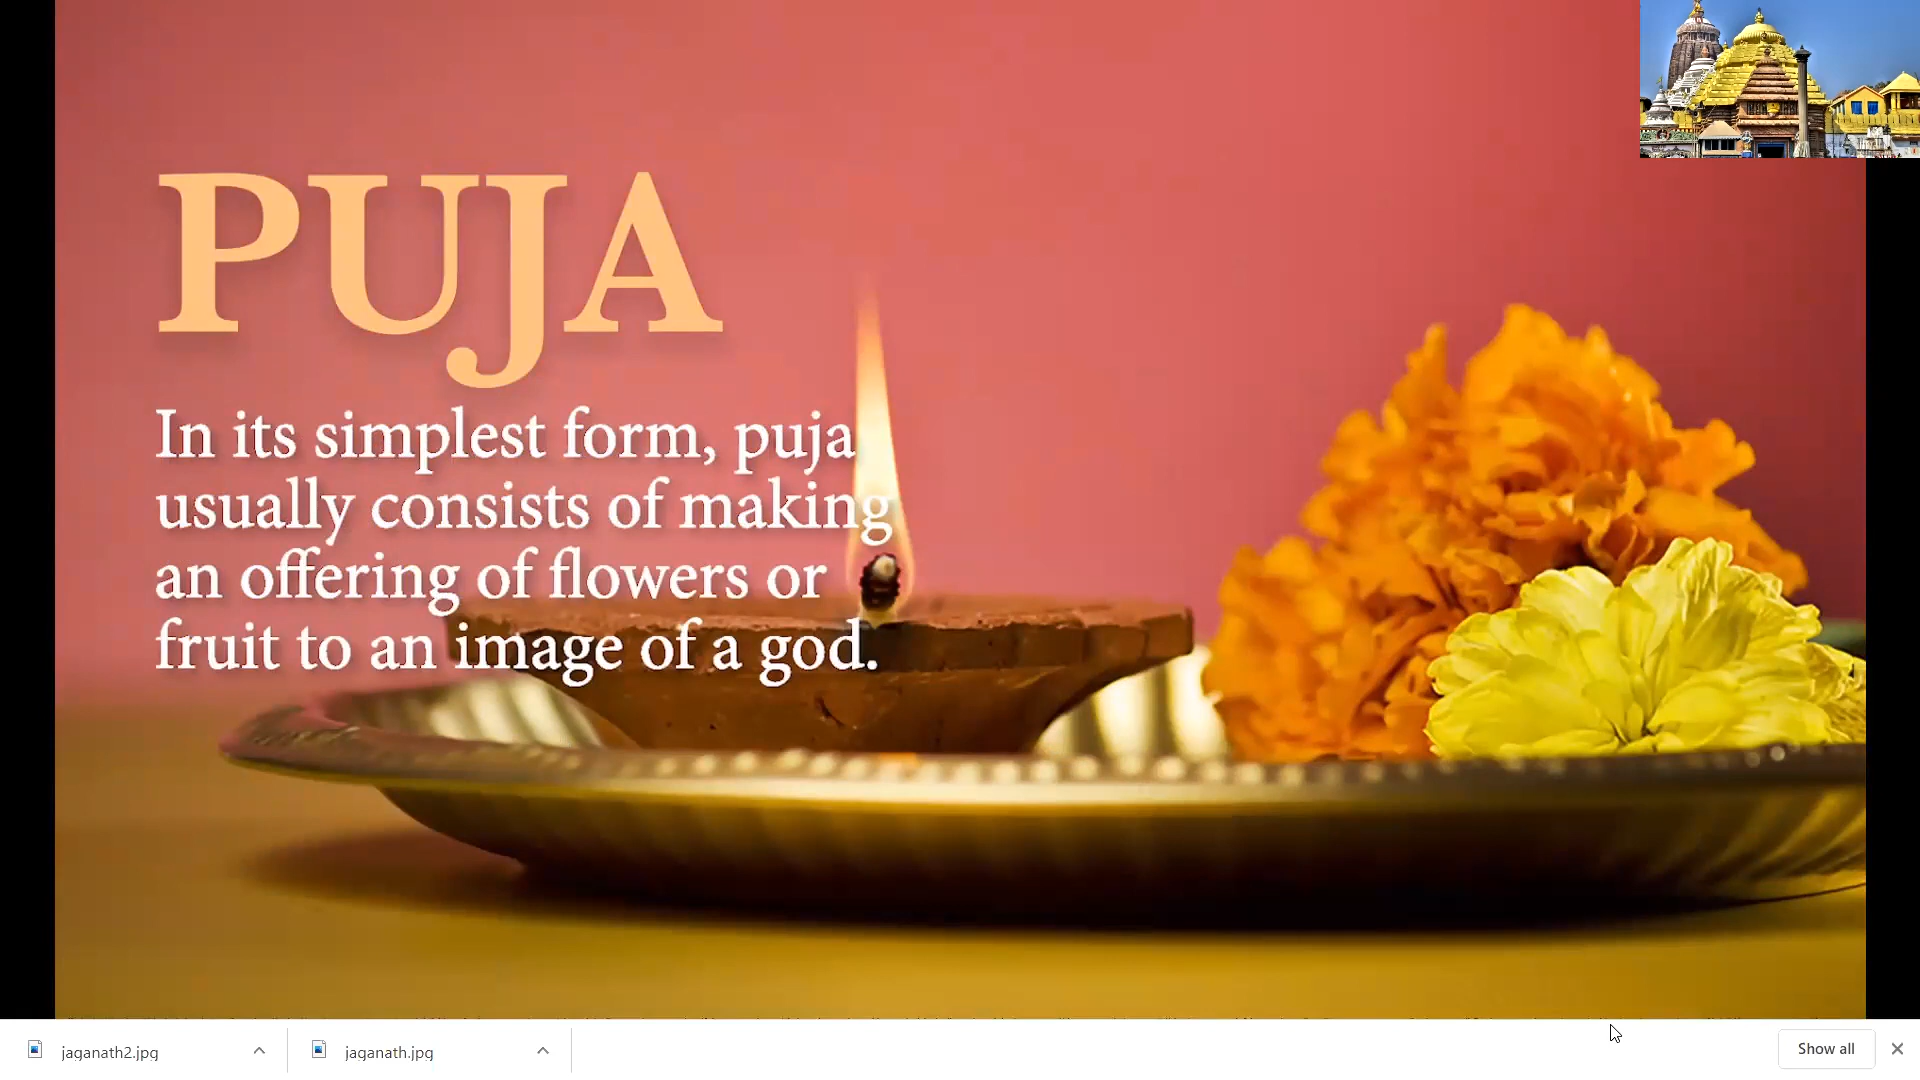 PUJA
In its simplest form, puja
usually consists of making
an offering of flowers or
fruit to an image of a god.
jaganath2.jpg
jaganath.jpg
Show all